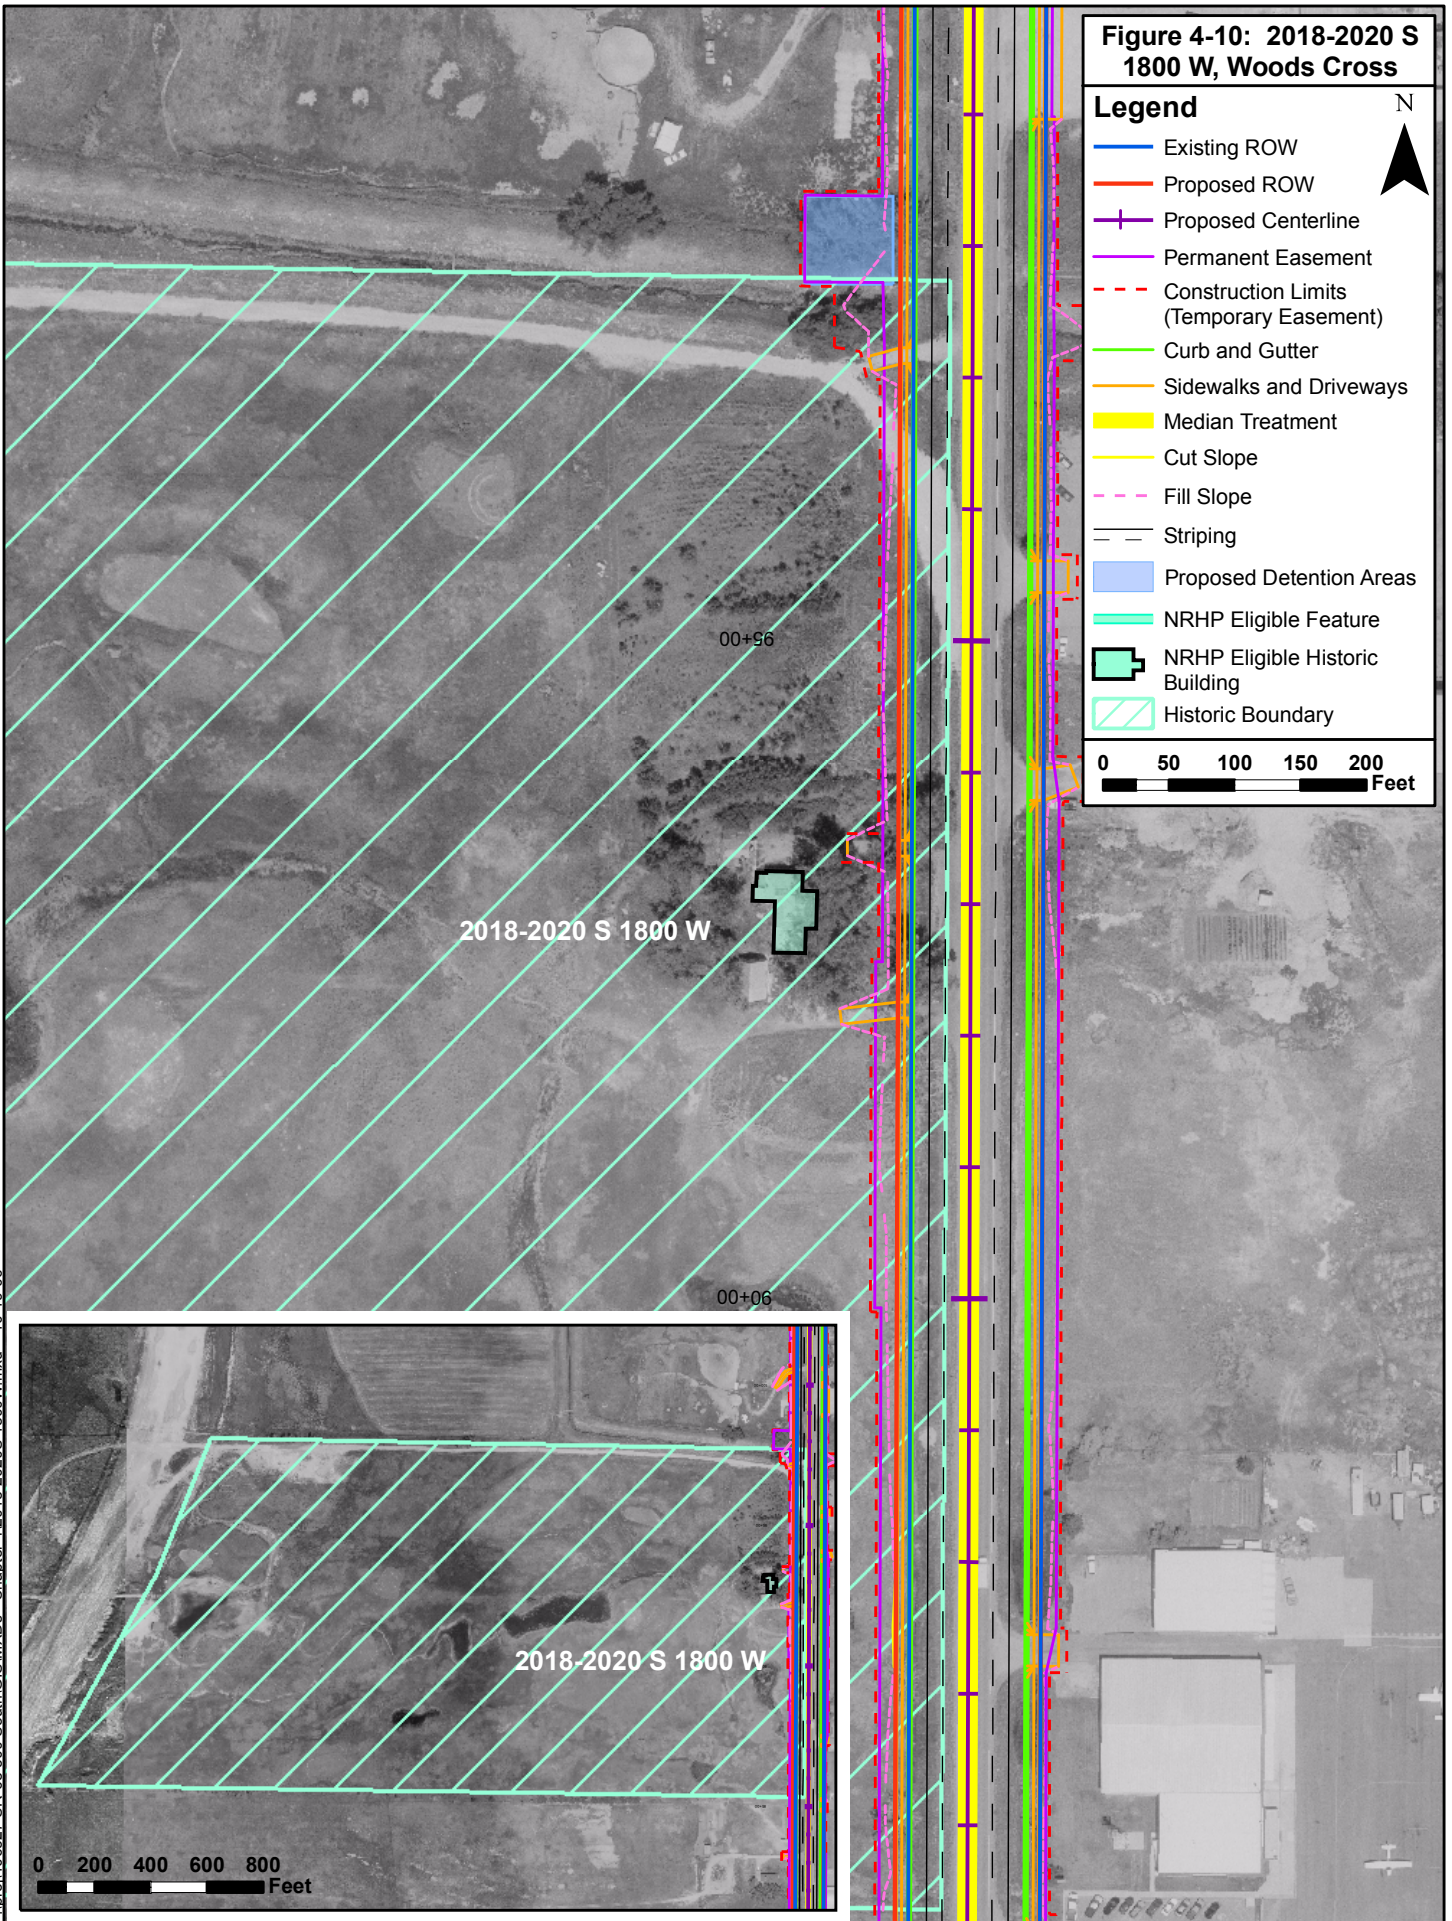 Figure 4-10: 2018-2020 S
1800 W, Woods Cross
Legend
N
Existing ROW
Proposed ROW
Proposed Centerline
Permanent Easement
Construction Limits
(Temporary Easement)
Curb and Gutter
Sidewalks and Driveways
Median Treatment
Cut Slope
Fill Slope
Striping
Proposed Detention Areas
NRHP Eligible Feature
NRHP Eligible Historic
Building
Historic Boundary
0 50 100 150 200
Feet
95+00
2018-2020 S 1800 W
90+00
2018-2020 S 1800 W
0 200 400 600 800
Feet